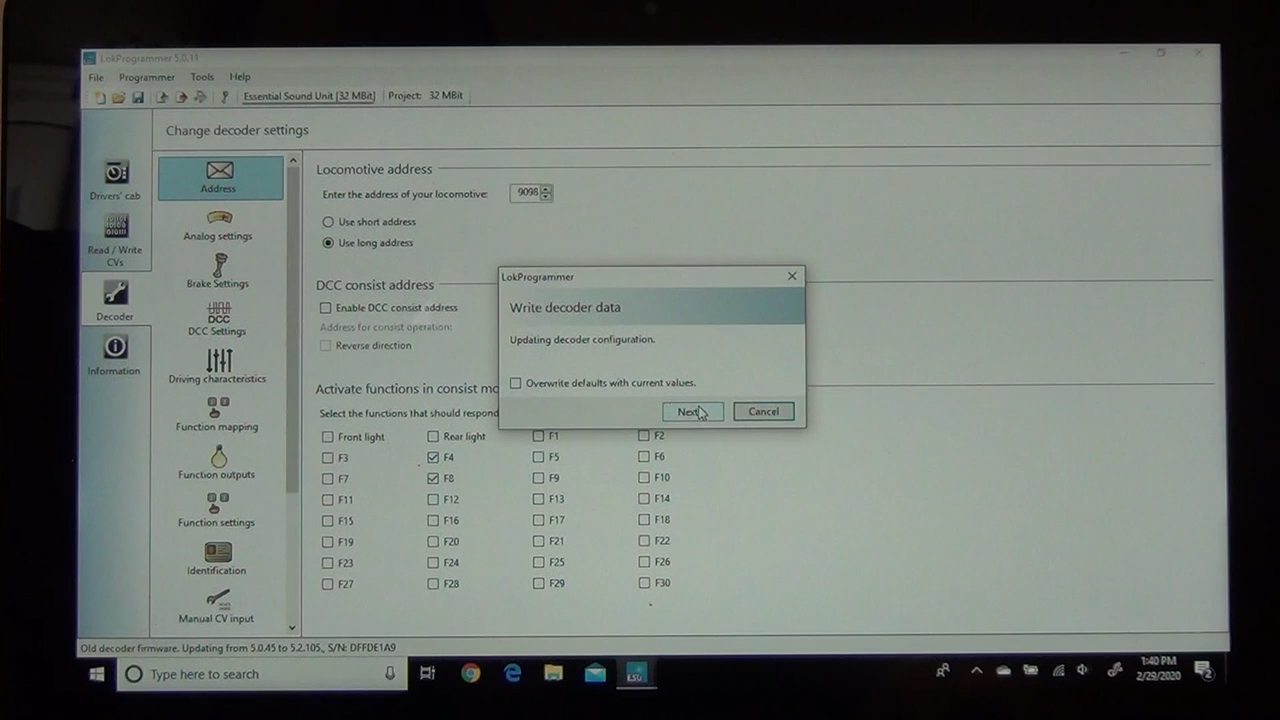 LokProgrammer 5.0.11
File Programmer Tools Help
Essential Sound Unit [32 MBit] Project: 32 MBit
Change decoder settings
Drivers' cab
Read / Write
CVs
Decoder
Information
Address
Analog settings
Brake Settings
DCC
DCC Settings
Driving characteristics
Function mapping
Function outputs
Function settings
Identification
Manual CV input
Locomotive address
Enter the address of your locomotive: 9098
Use short address
Use long address
DCC consist address
Enable DCC consist address
Address for consist operation:
Reverse direction
Activate functions in consist mo
Select the functions that should respond
Front light Rear light F1 F2
F3 F4 F5 F6
F7 F8 F9 F10
F11 F12 F13 F14
F15 F16 F17 F18
F19 F20 F21 F22
F23 F24 F25 F26
F27 F28 F29 F30
LokProgrammer
Write decoder data
Updating decoder configuration.
Overwrite defaults with current values.
Next Cancel
Old decoder firmware. Updating from 5.0.45 to 5.2.105., S/N: DFFDE1A9
Type here to search
ESU
1:40 PM
2/29/2020
2